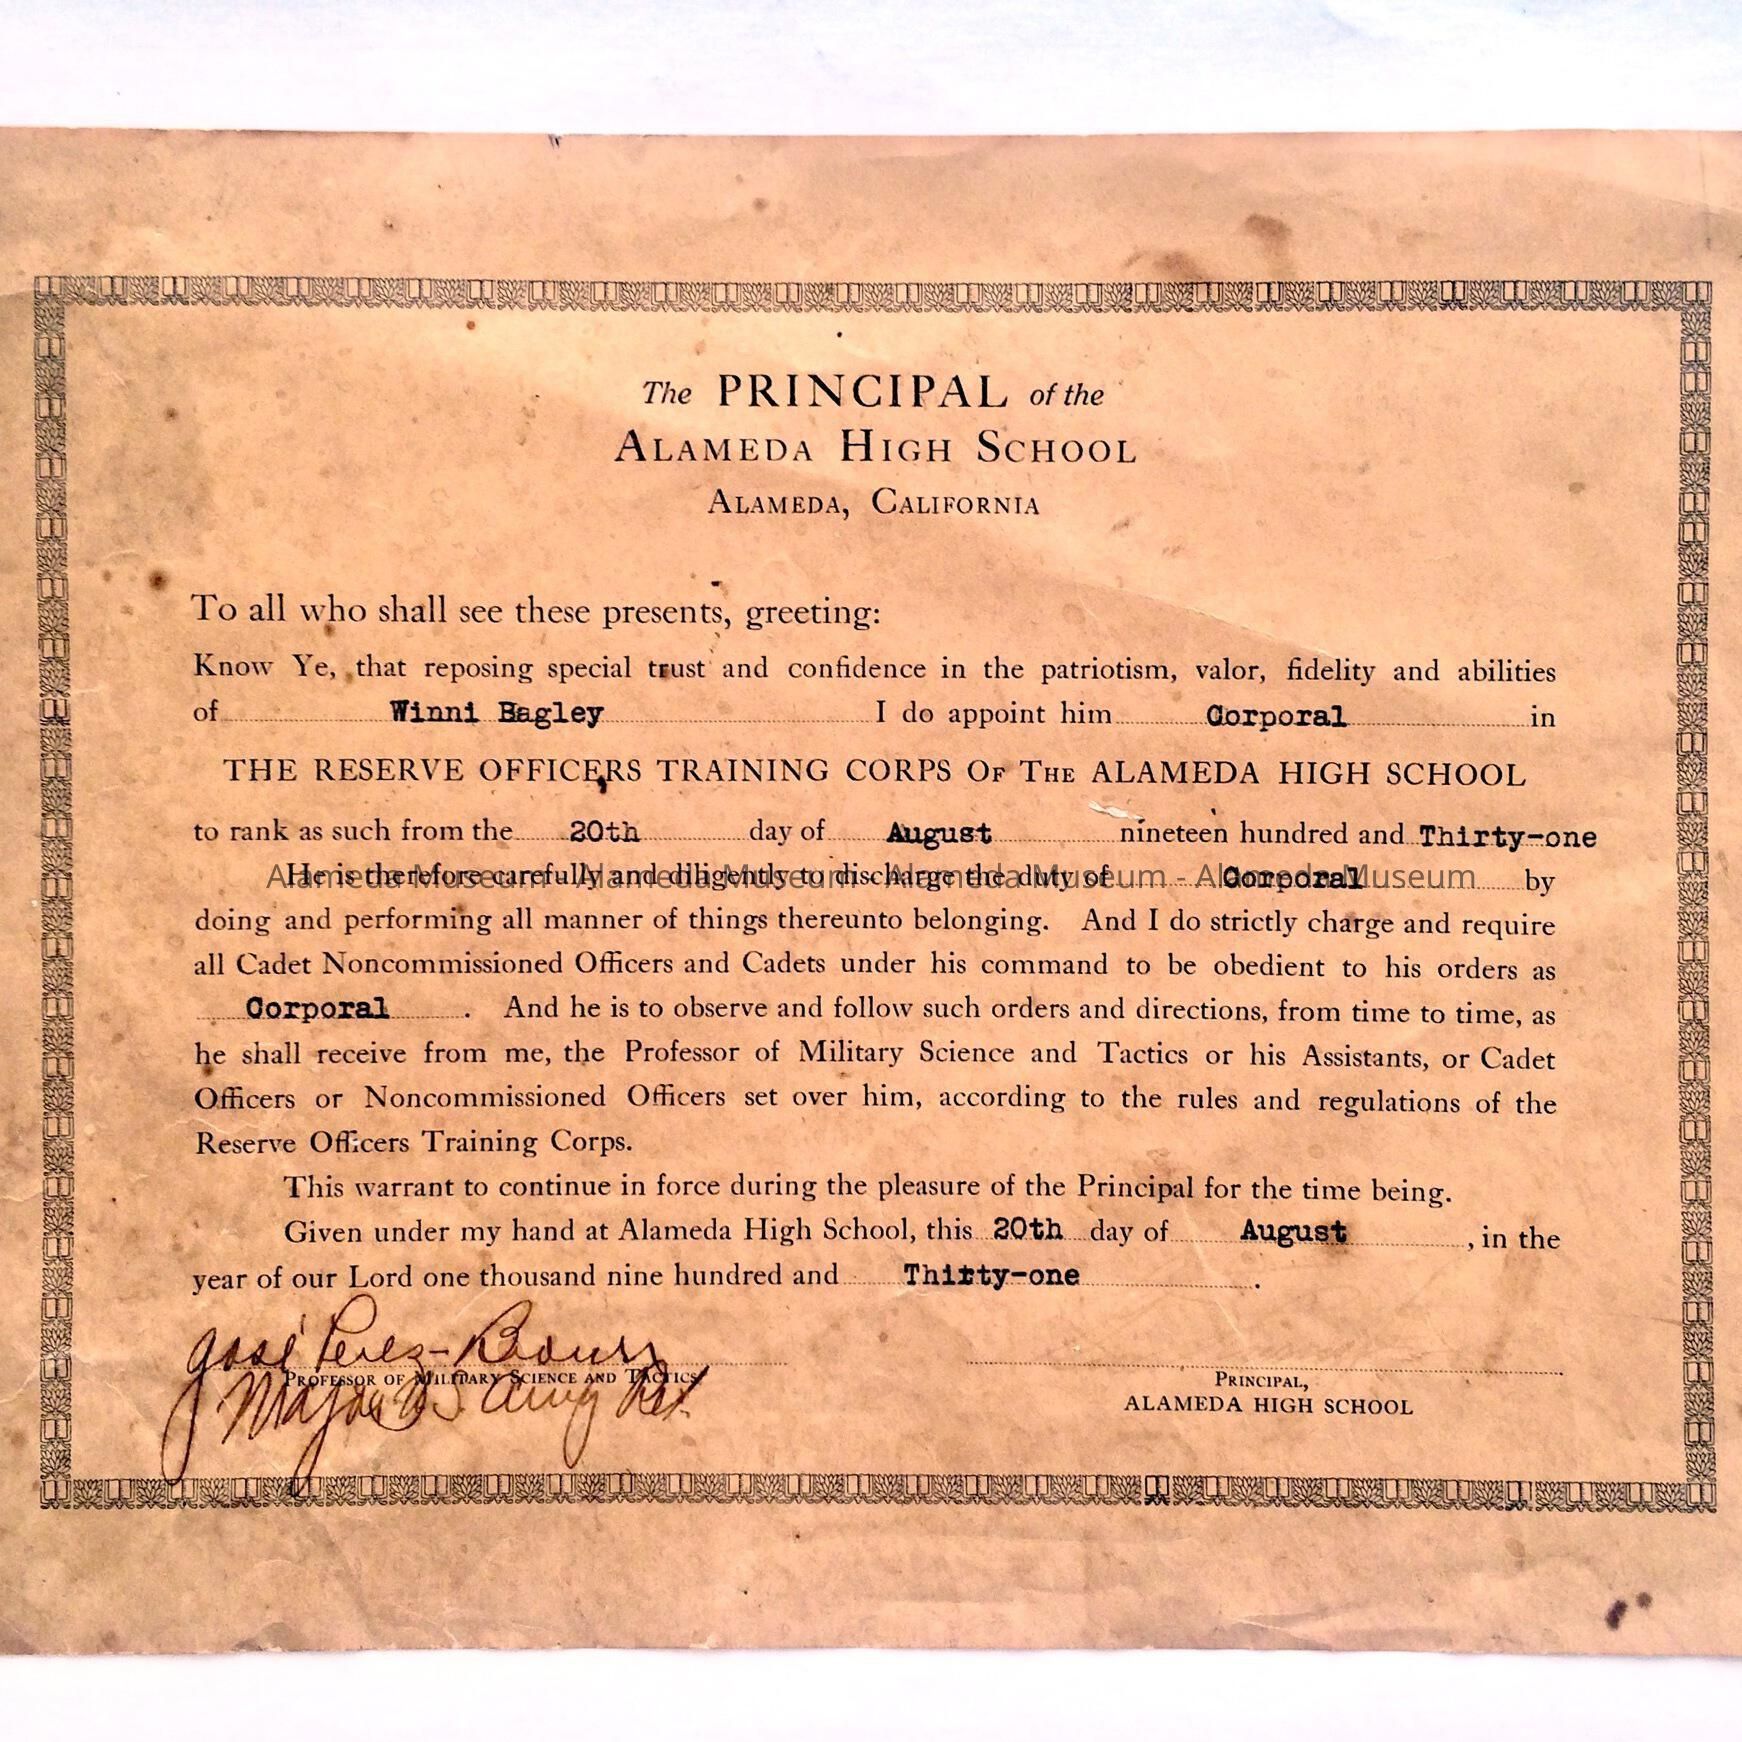 The PRINCIPAL of the
ALAMEDA HIGH SCHOOL
ALAMEDA, CALIFORNIA
To all who shall see these presents, greeting:
Know Ye, that reposing special trust and confidence in the patriotism, valor, fidelity and abilities
of Winni Bagley I do appoint him Corporal in
THE RESERVE OFFICERS TRAINING CORPS OF THE ALAMEDA HIGH SCHOOL
to rank as such from the 20th day of August nineteen hundred and Thirty-one
He is therefore carefully and diligently to discharge the duty of Corporal by
Alameda Museum - Alameda Museum - Alameda Museum - Alameda Museum
doing and performing all manner of things thereunto belonging. And I do strictly charge and require
all Cadet Noncommissioned Officers and Cadets under his command to be obedient to his orders as
Corporal. And he is to observe and follow such orders and directions, from time to time, as
he shall receive from me, the Professor of Military Science and Tactics or his Assistants, or Cadet
Officers or Noncommissioned Officers set over him, according to the rules and regulations of the
Reserve Officers Training Corps.
This warrant to continue in force during the pleasure of the Principal for the time being.
Given under my hand at Alameda High School, this 20th day of August, in the
year of our Lord one thousand nine hundred and Thirty-one.
José Perez-
PROFESSOR OF MILITARY SCIENCE AND TACTICS
Major US Army Ret.
PRINCIPAL,
ALAMEDA HIGH SCHOOL